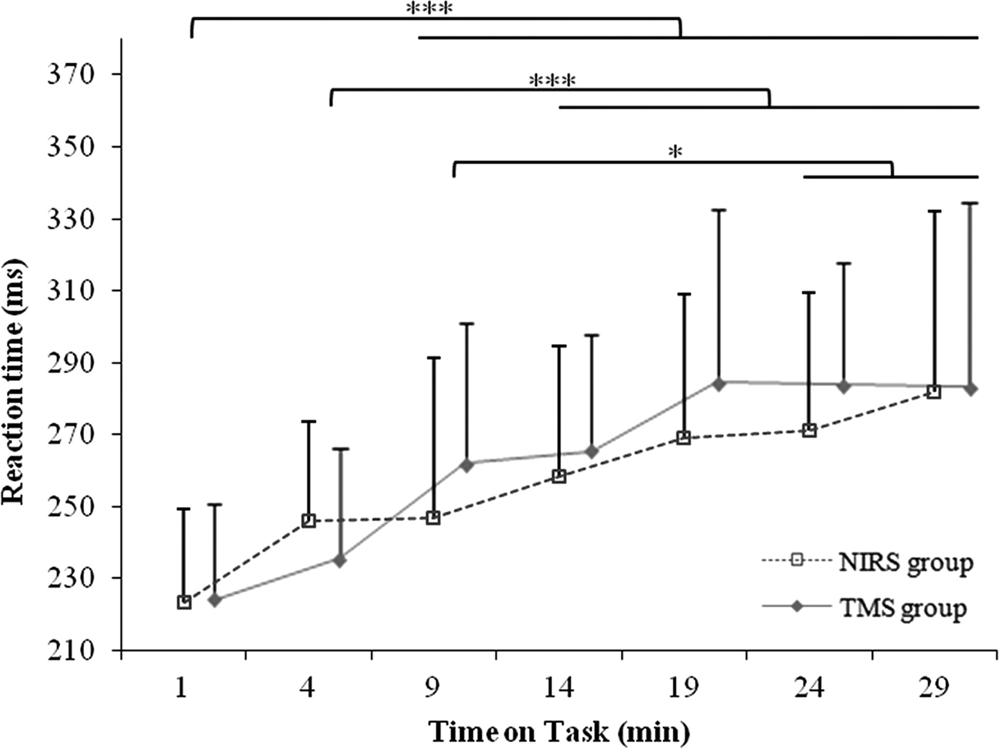 ***
370
***
350
*
330
310
290
270
250
230
210
Reaction time (ms)
NIRS group
TMS group
1 4 9 14 19 24 29
Time on Task (min)